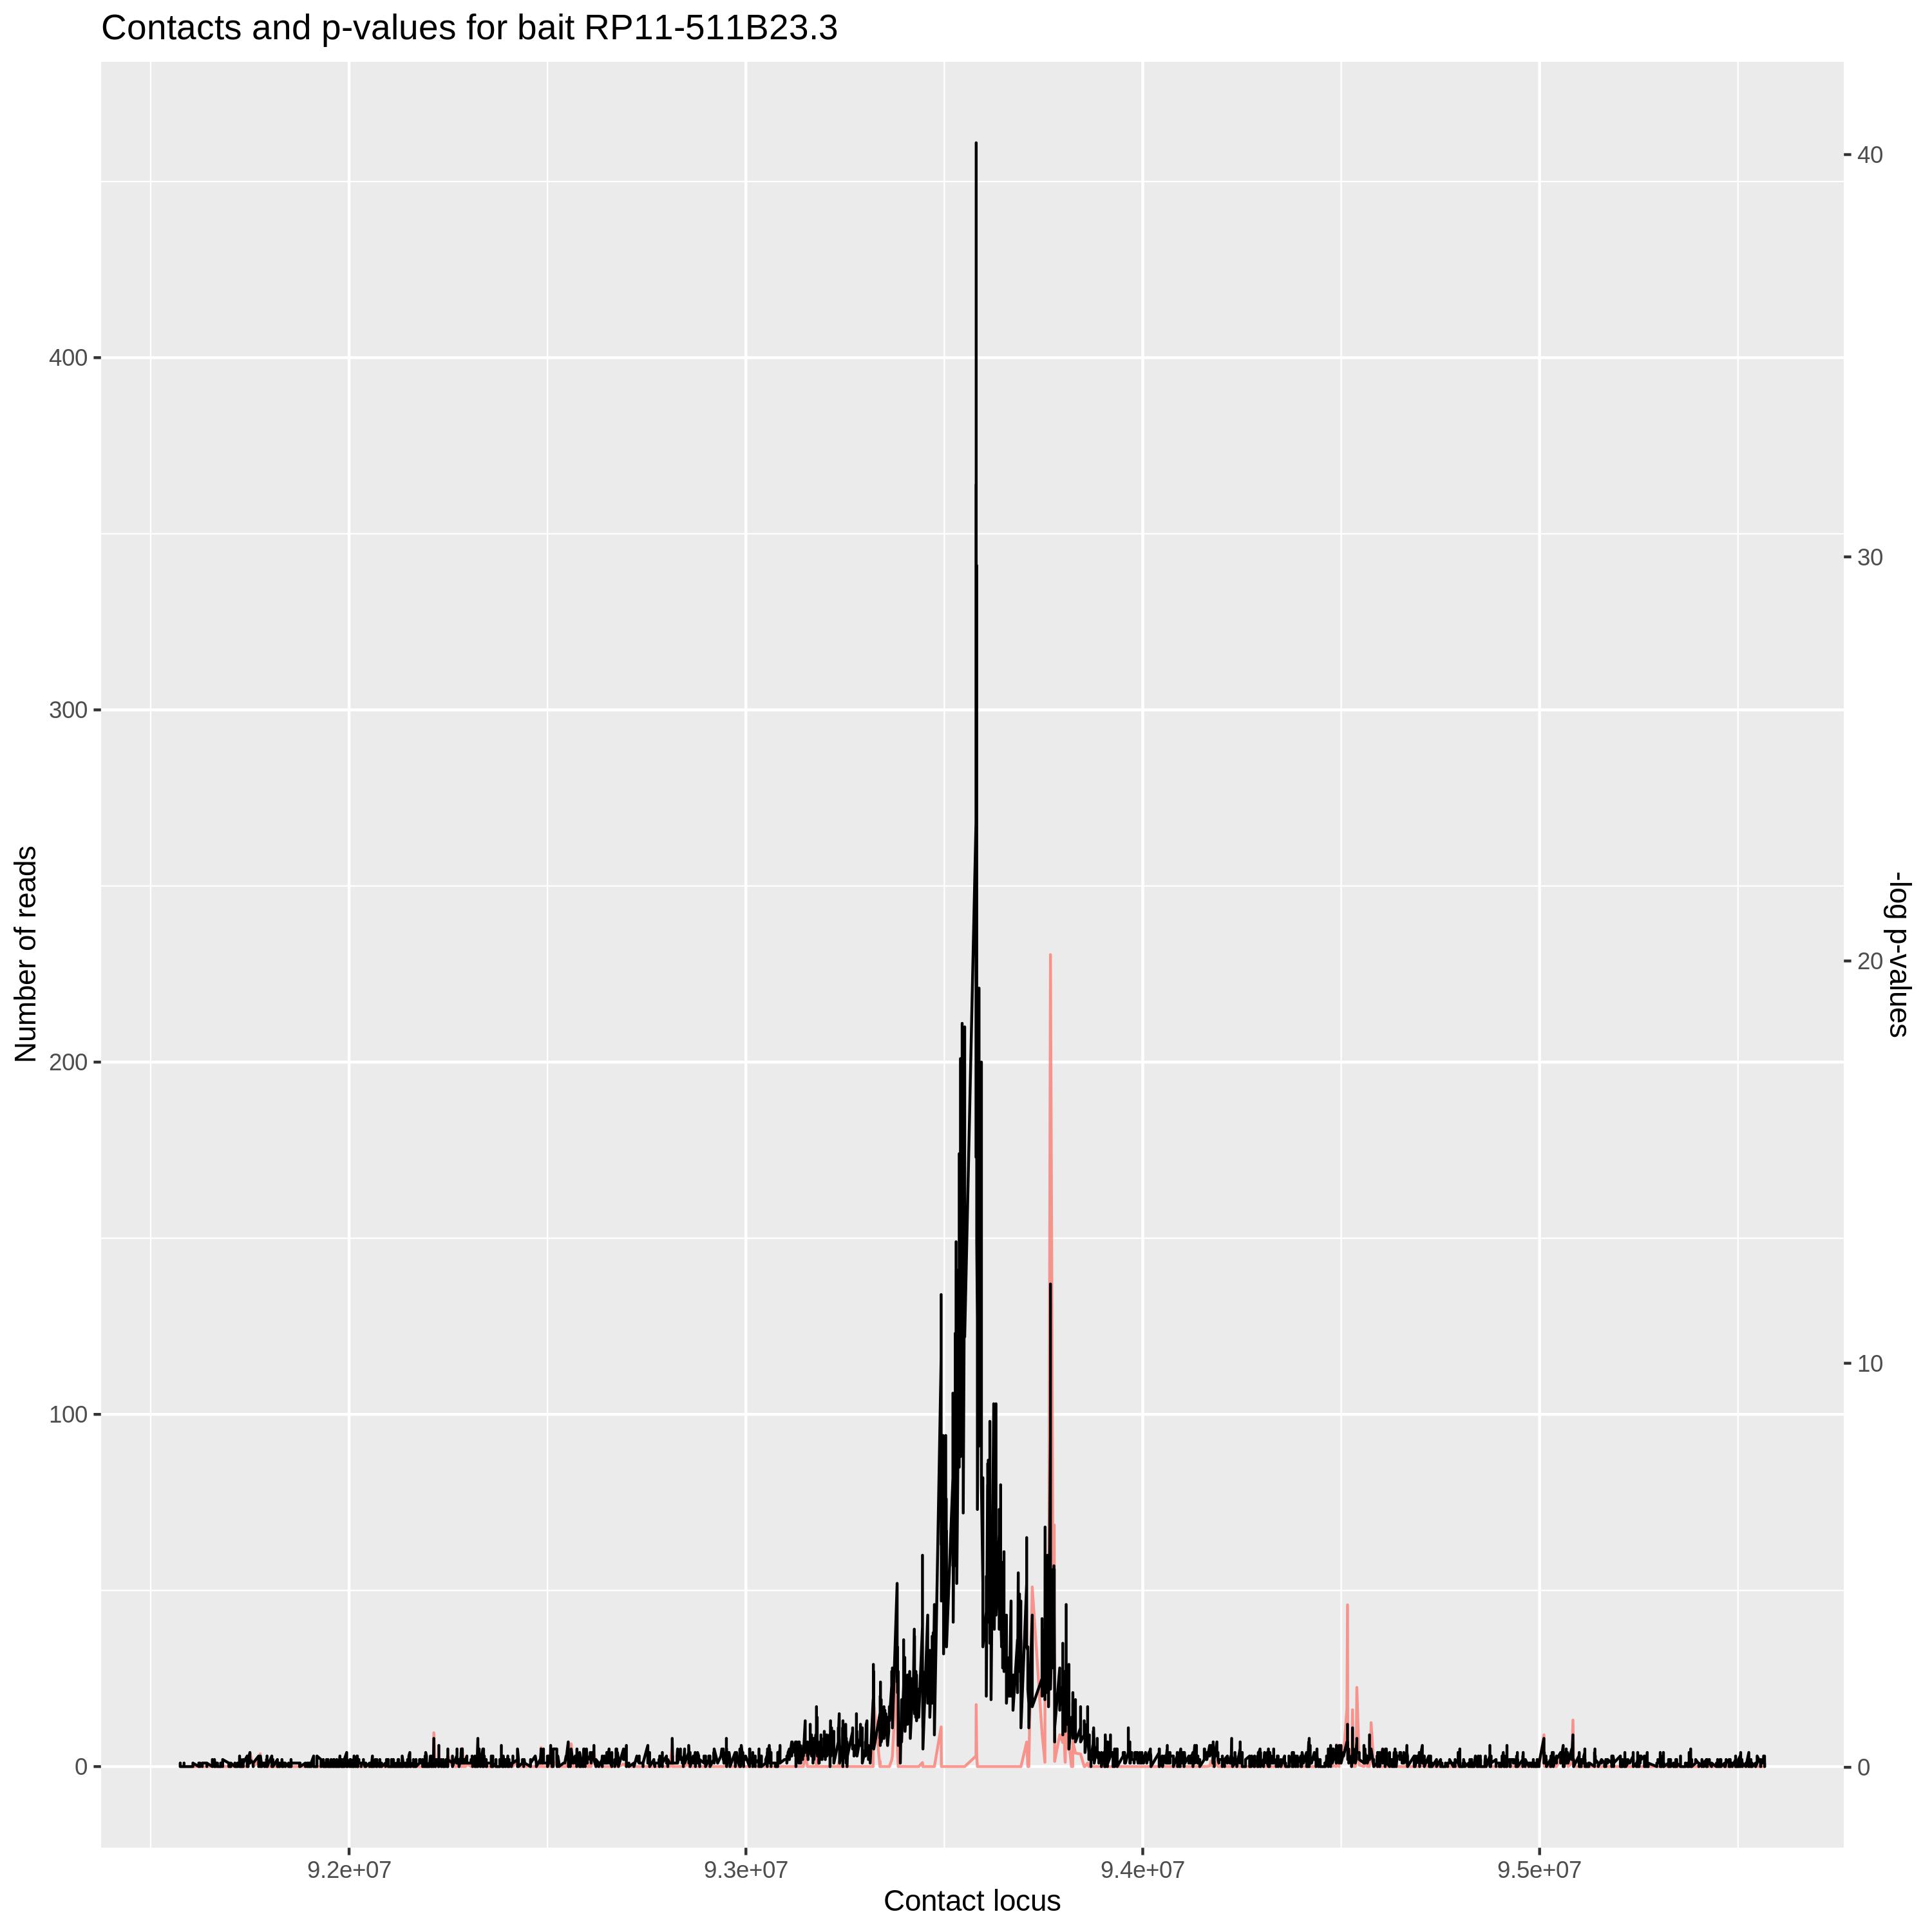 Contacts and p-values for bait RP11-511B23.3
400
300
200
100
0
Number of reads
40
30
20
10
0
-log p-values
9.2e+07 9.3e+07 9.4e+07 9.5e+07
Contact locus